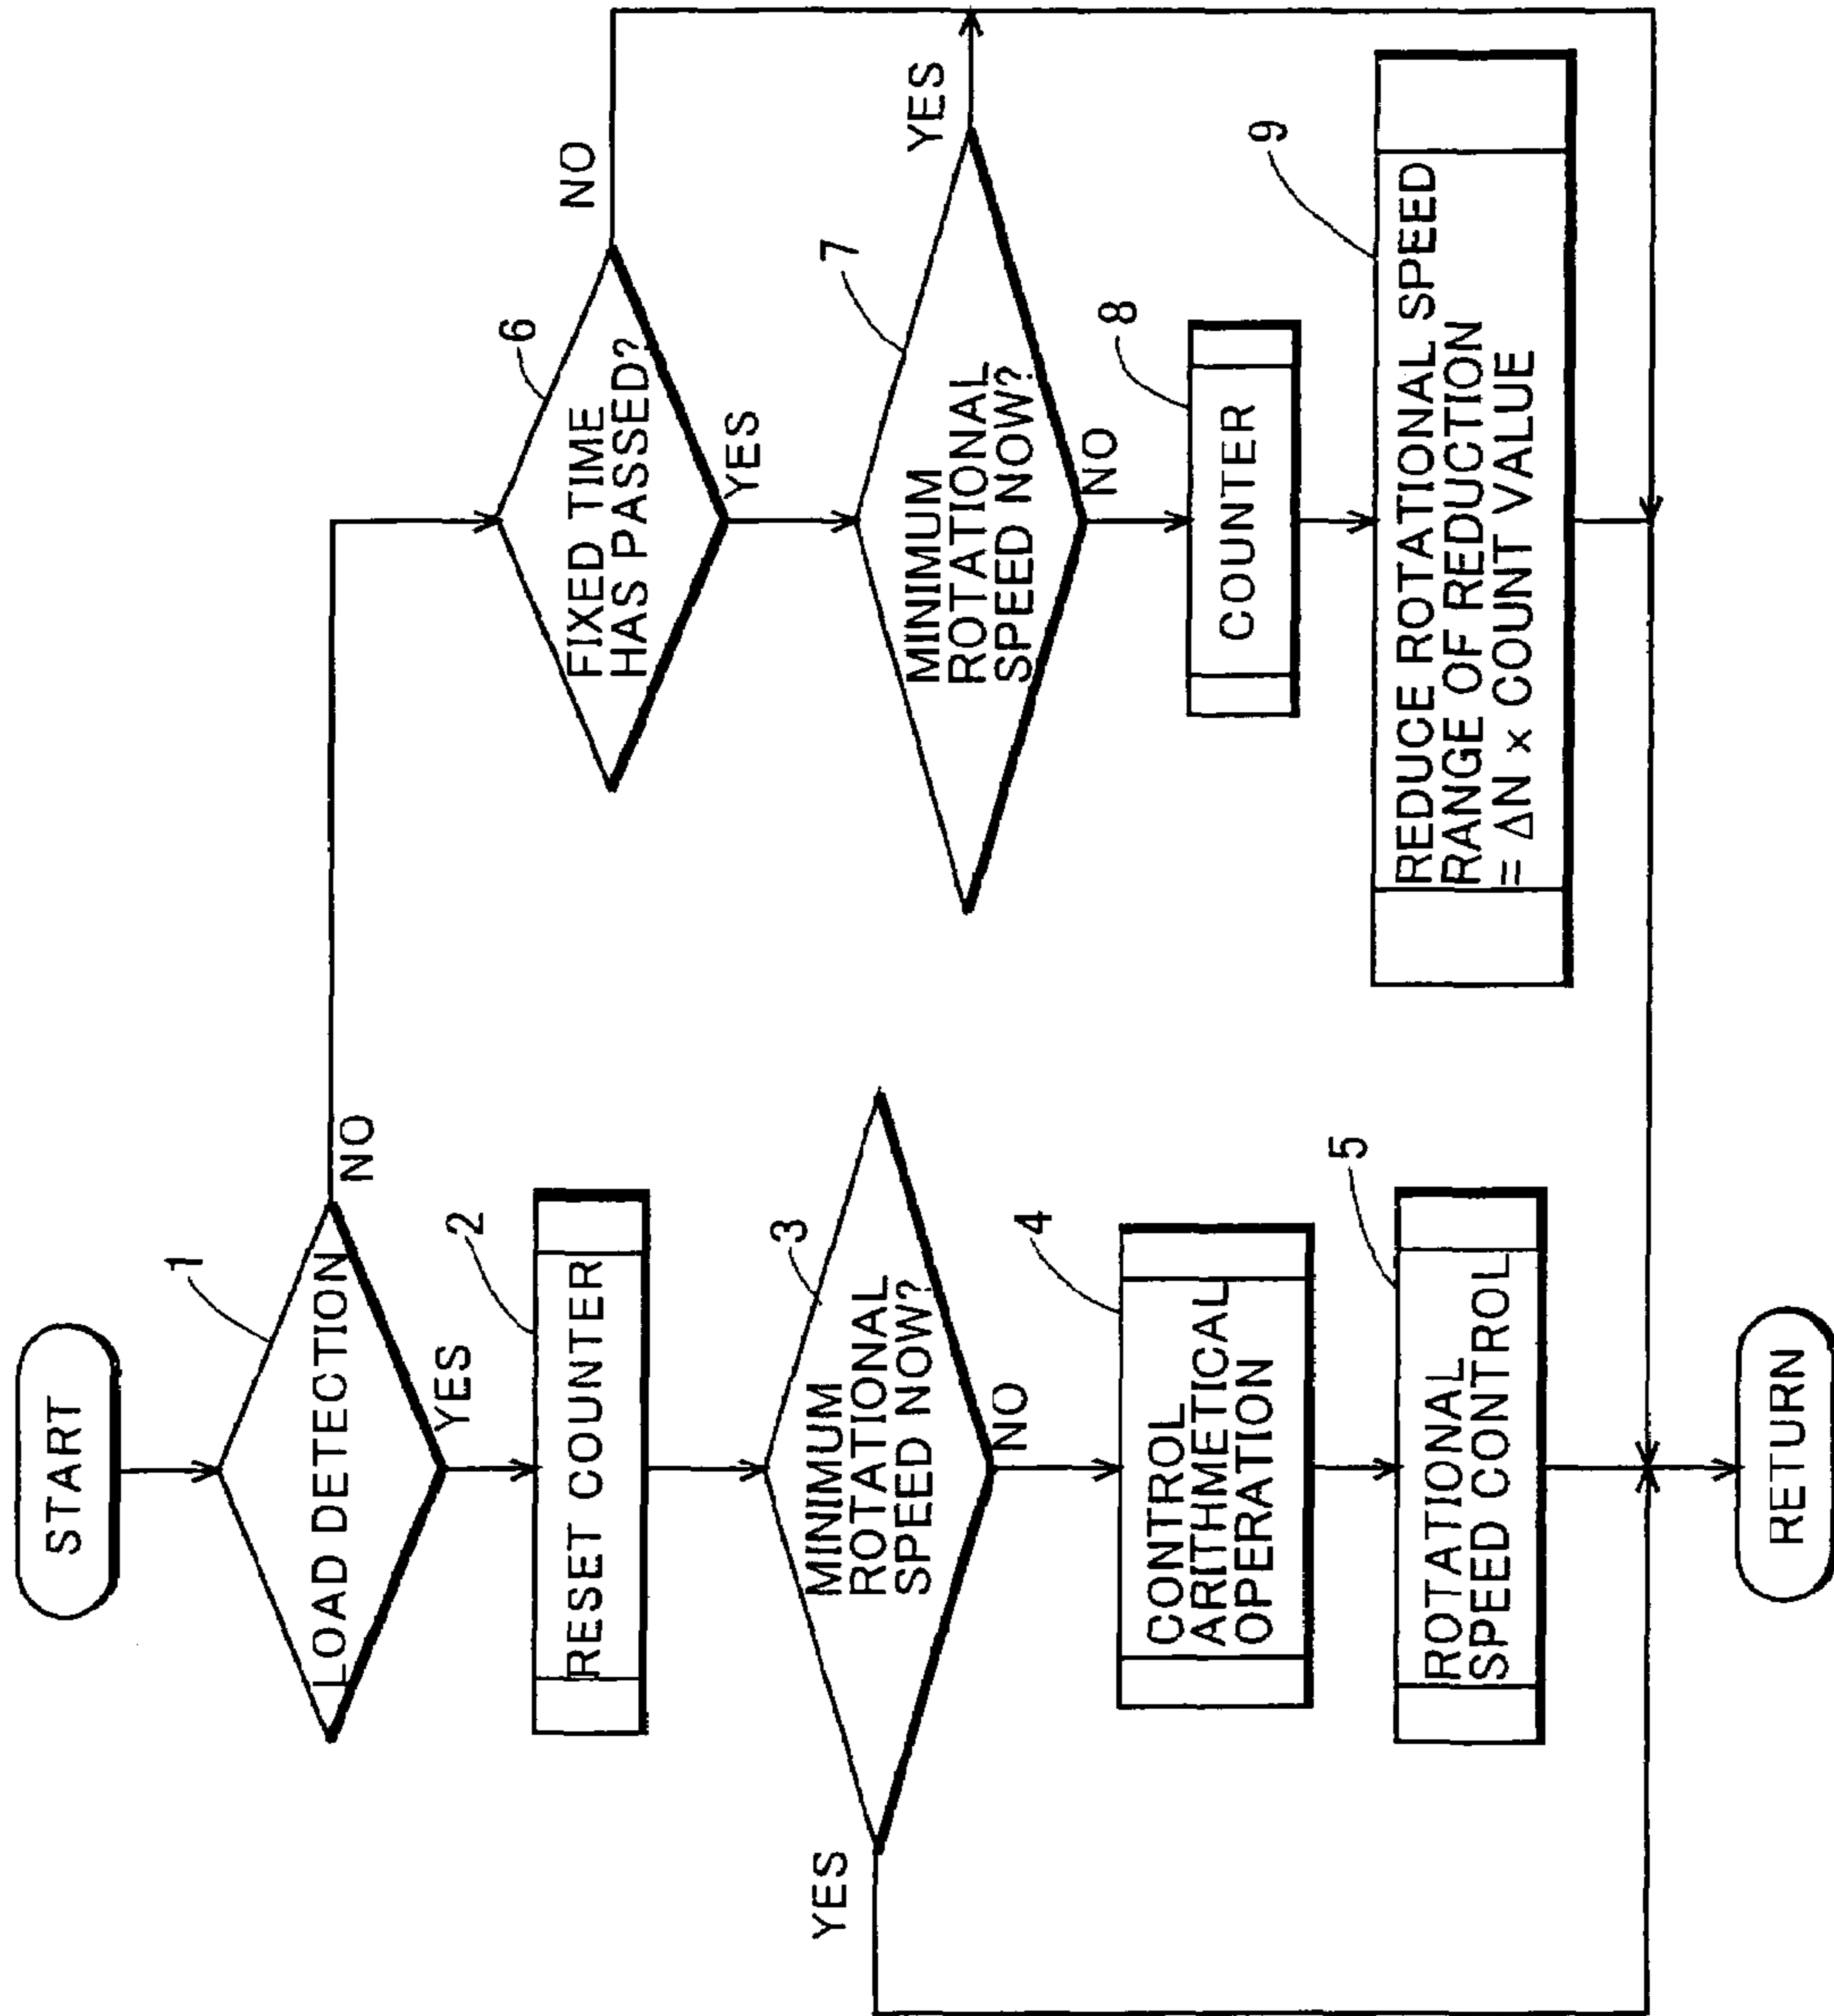 START
1
LOAD DETECTION
NO
YES
2
RESET COUNTER
3
MINIMUM
ROTATIONAL
SPEED NOW?
YES
NO
4
CONTROL
ARITHMETICAL
OPERATION
5
ROTATIONAL
SPEED CONTROL
RETURN
6
FIXED TIME
HAS PASSED?
NO
YES
7
MINIMUM
ROTATIONAL
SPEED NOW?
YES
NO
8
COUNTER
9
REDUCE ROTATIONAL SPEED
RANGE OF REDUCTION
= ΔN × COUNT VALUE